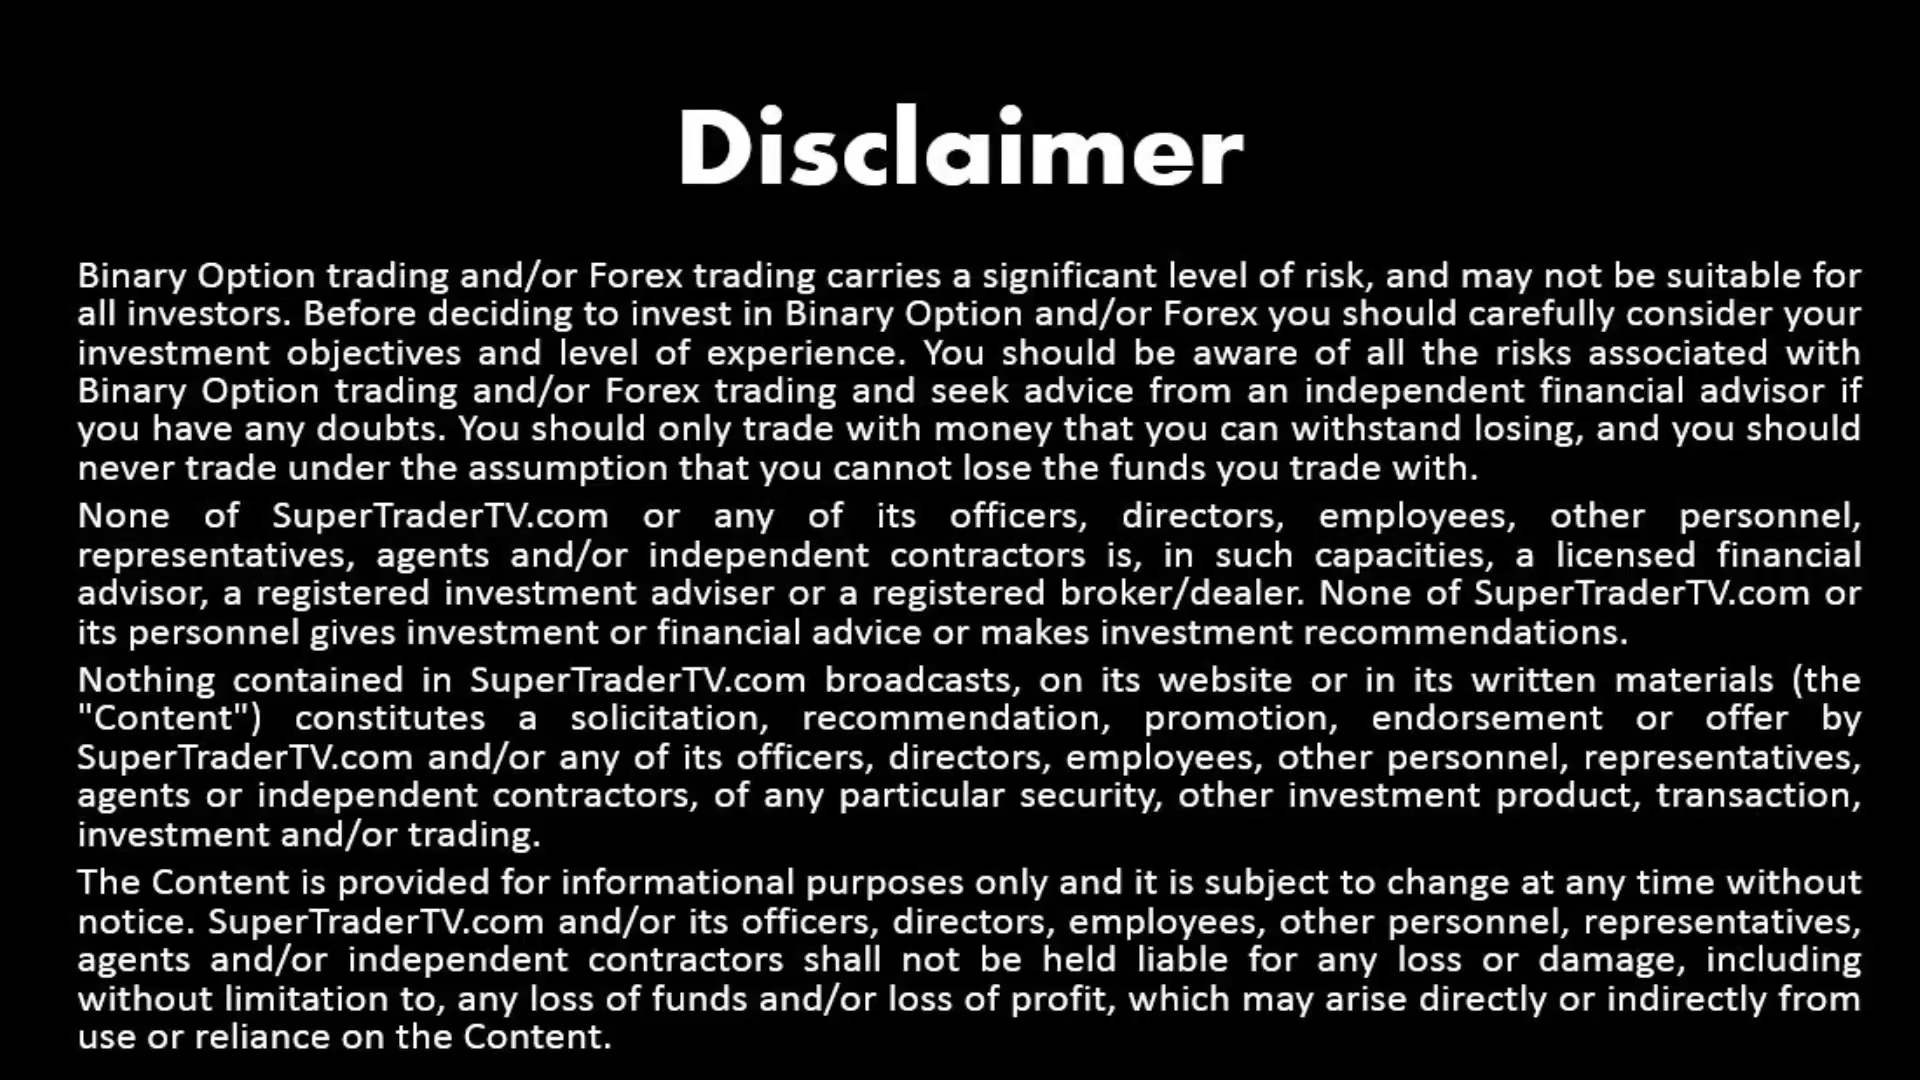 Disclaimer
Binary Option trading and/or Forex trading carries a significant level of risk, and may not be suitable for
all investors. Before deciding to invest in Binary Option and/or Forex you should carefully consider your
investment objectives and level of experience. You should be aware of all the risks associated with
Binary Option trading and/or Forex trading and seek advice from an independent financial advisor if
you have any doubts. You should only trade with money that you can withstand losing, and you should
never trade under the assumption that you cannot lose the funds you trade with.
None of SuperTraderTV.com or any of its officers, directors, employees, other personnel,
representatives, agents and/or independent contractors is, in such capacities, a licensed financial
advisor, a registered investment adviser or a registered broker/dealer. None of SuperTraderTV.com or
its personnel gives investment or financial advice or makes investment recommendations.
Nothing contained in SuperTraderTV.com broadcasts, on its website or in its written materials (the
"Content") constitutes a solicitation, recommendation, promotion, endorsement or offer by
SuperTraderTV.com and/or any of its officers, directors, employees, other personnel, representatives,
agents or independent contractors, of any particular security, other investment product, transaction,
investment and/or trading.
The Content is provided for informational purposes only and it is subject to change at any time without
notice. SuperTraderTV.com and/or its officers, directors, employees, other personnel, representatives,
agents and/or independent contractors shall not be held liable for any loss or damage, including
without limitation to, any loss of funds and/or loss of profit, which may arise directly or indirectly from
use or reliance on the Content.